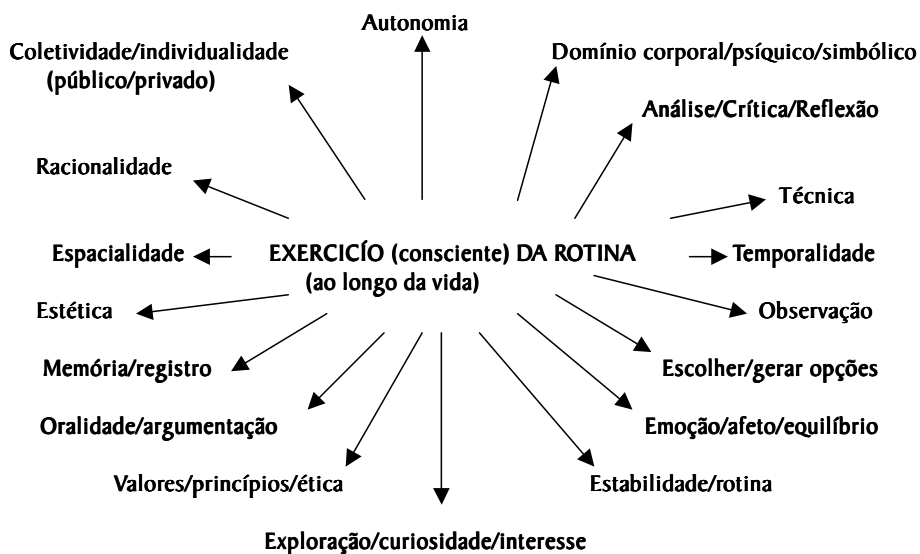 Autonomia
Coletividade/individualidade
(público/privado)
Domínio corporal/psíquico/simbólico
Análise/Crítica/Reflexão
Racionalidade
Técnica
Espacialidade
EXERCICÍO (consciente) DA ROTINA
(ao longo da vida)
Temporalidade
Estética
Observação
Memória/registro
Escolher/gerar opções
Oralidade/argumentação
Emoção/afeto/equilíbrio
Valores/princípios/ética
Estabilidade/rotina
Exploração/curiosidade/interesse